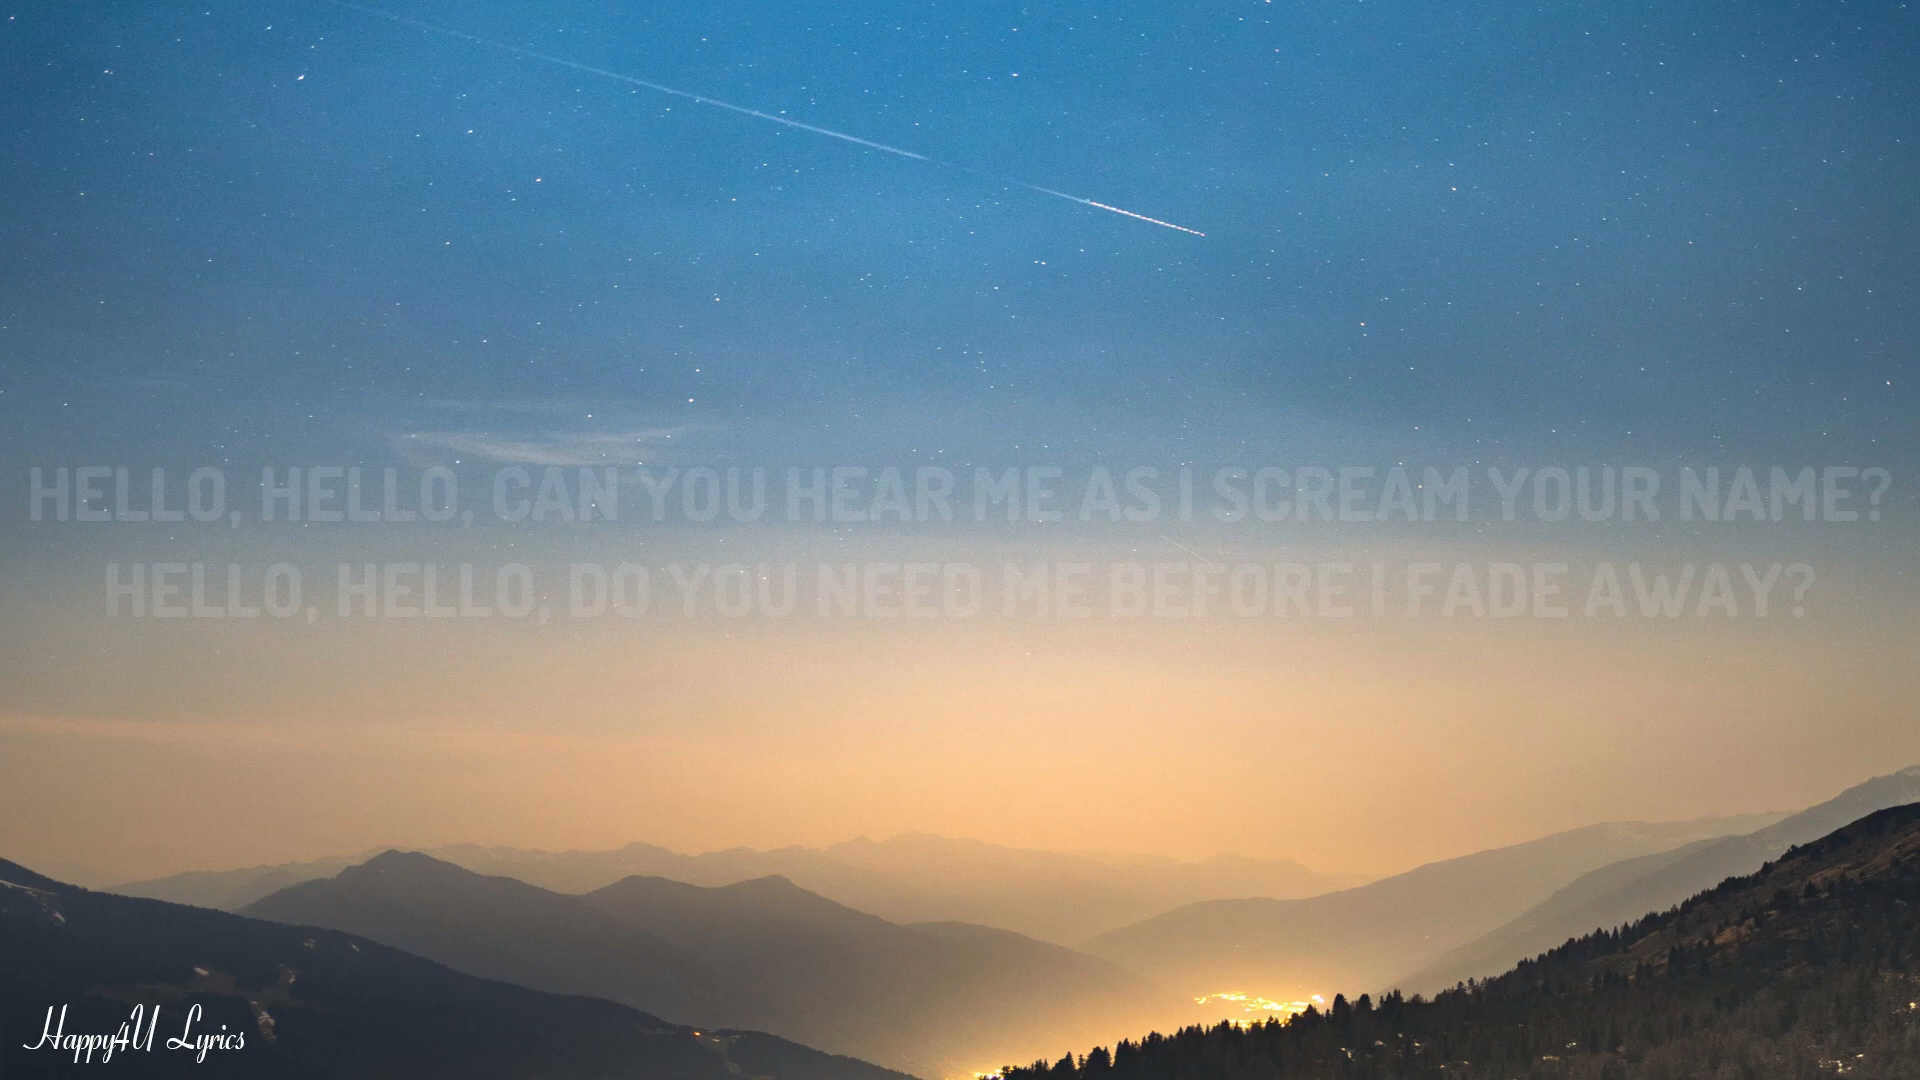 HELLO, HELLO, CAN YOU HEAR ME AS I SCREAM YOUR NAME?
HELLO, HELLO, DO YOU NEED ME BEFORE I FADE AWAY?
Happy4U Lyrics